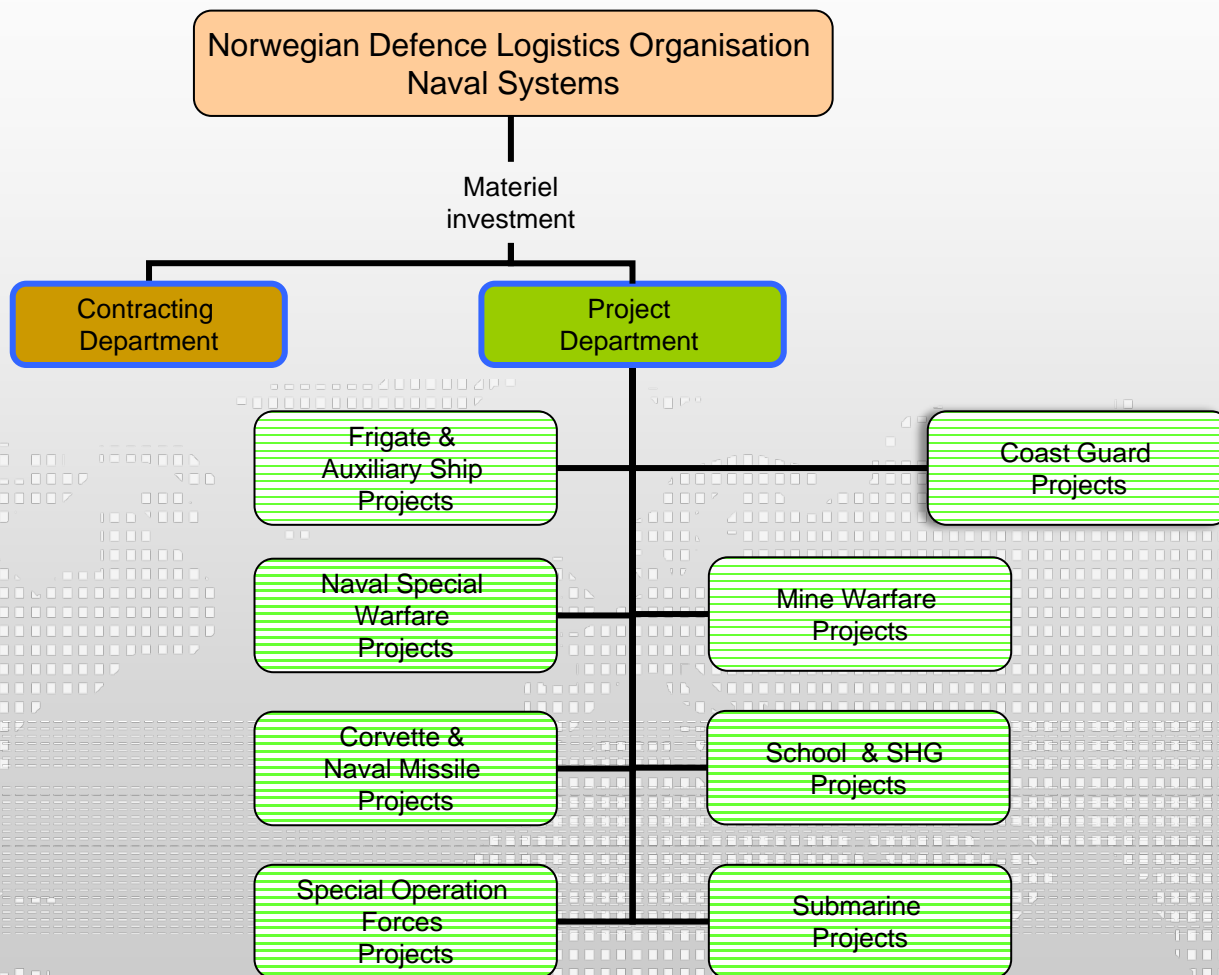 Norwegian Defence Logistics Organisation
Naval Systems
Materiel
investment
Contracting
Department
Project
Department
Frigate &
Auxiliary Ship
Projects
Coast Guard
Projects
Naval Special
Warfare
Projects
Mine Warfare
Projects
Corvette &
Naval Missile
Projects
School & SHG
Projects
Special Operation
Forces
Projects
Submarine
Projects